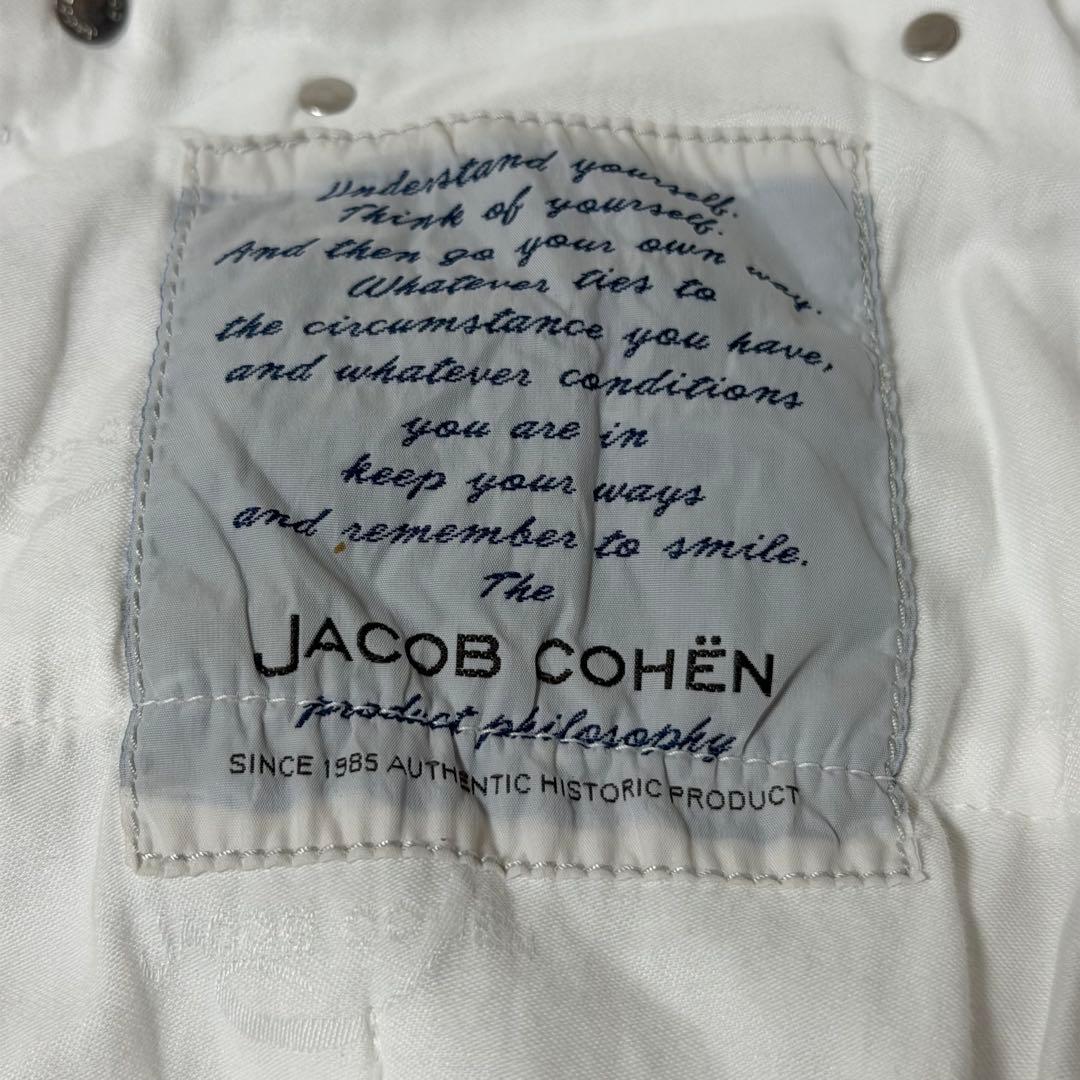 Understand yourself.
Think of yourself.
And then go your own way.
Whatever ties to
the circumstance you have,
and whatever conditions
you are in
keep your ways
and remember to smile.
The
JACOB COHËN
product philosophy
SINCE 1985 AUTHENTIC HISTORIC PRODUCT